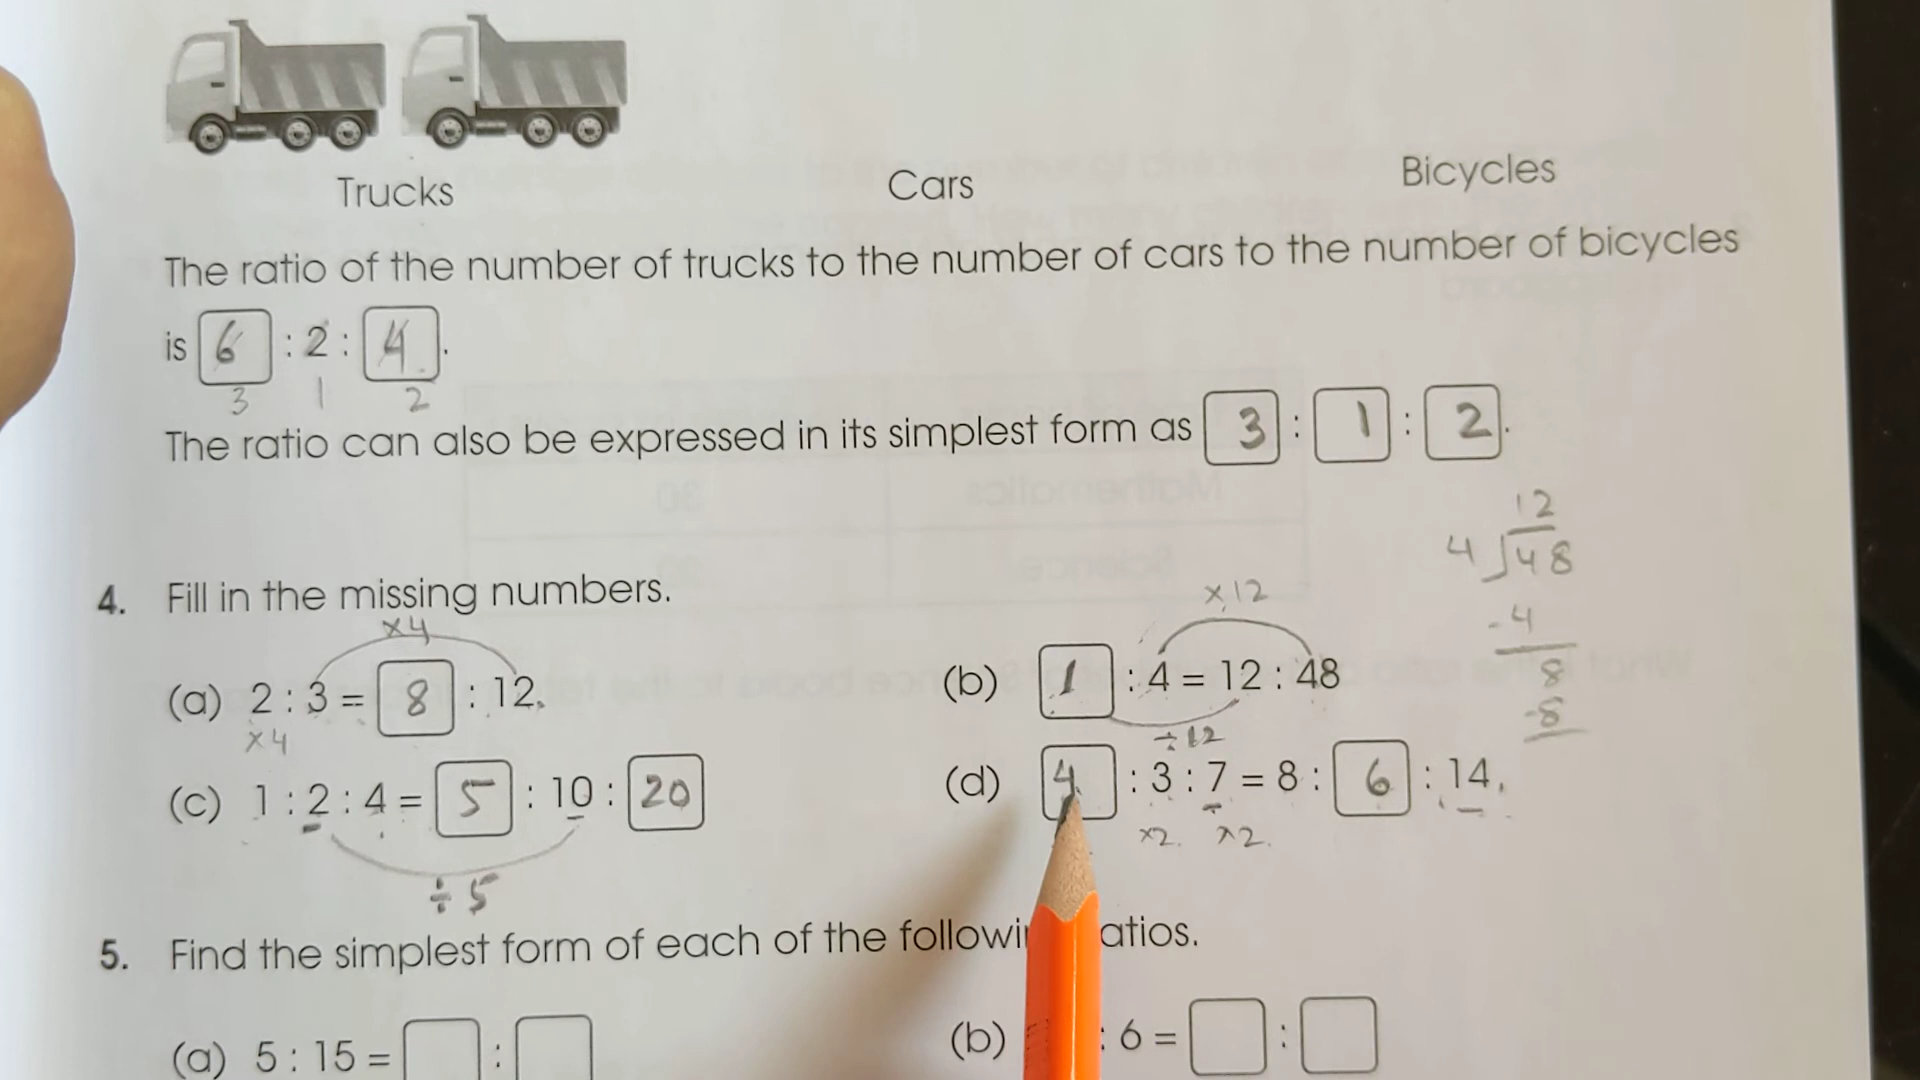 Trucks Cars Bicycles
The ratio of the number of trucks to the number of cars to the number of bicycles
is 6 : 2 : 4.
3 1 2
The ratio can also be expressed in its simplest form as 3 : 1 : 2.
12
4 48
- 4
8
-8
4. Fill in the missing numbers.
×4
(a) 2 : 3 = 8 : 12.
×4
×12
(b) 1 : 4 = 12 : 48
÷12
(c) 1 : 2 : 4 = 5 : 10 : 20
÷5
(d) 4 : 3 : 7 = 8 : 6 : 14.
×2. ×2.
5. Find the simplest form of each of the
(a) 5 : 15 = :
(b) : 6 = :